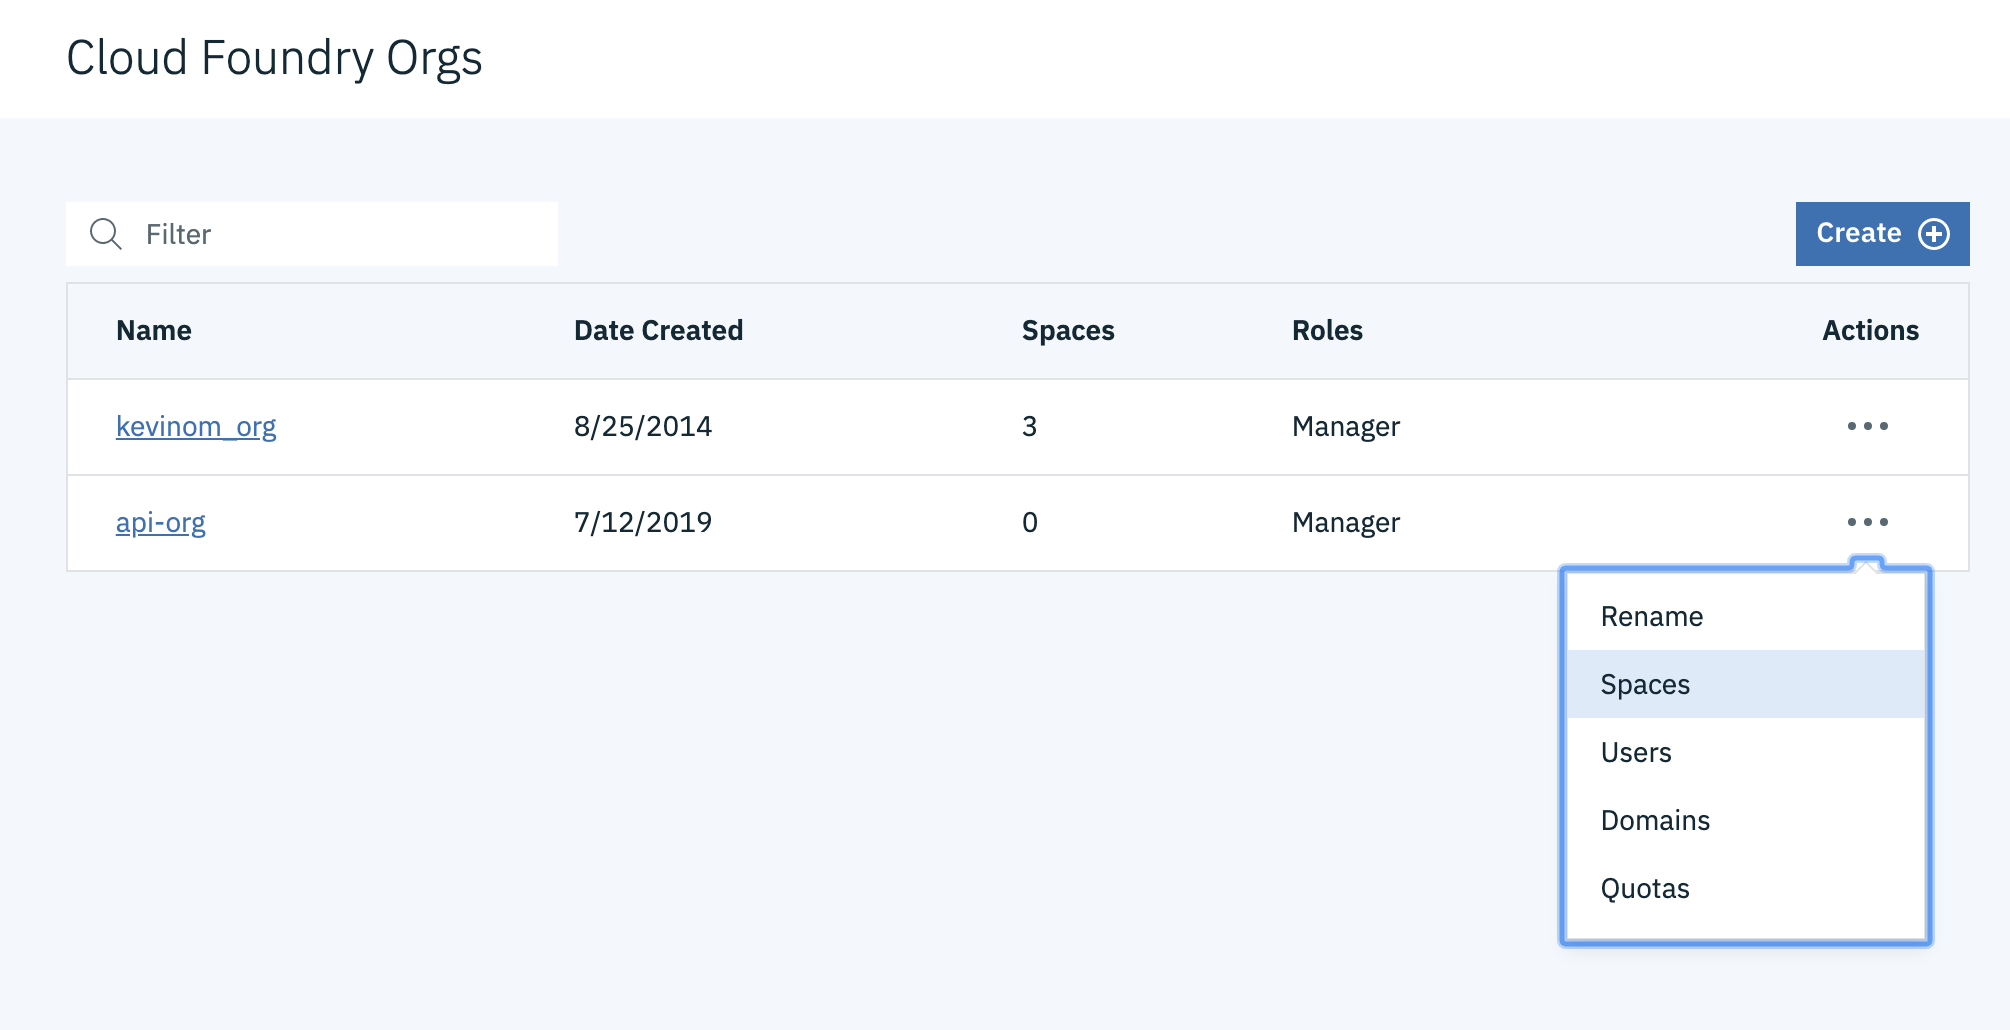 Cloud Foundry Orgs
Filter
Create
Name Date Created Spaces Roles Actions
kevinom_org 8/25/2014 3 Manager
api-org 7/12/2019 0 Manager
Rename
Spaces
Users
Domains
Quotas